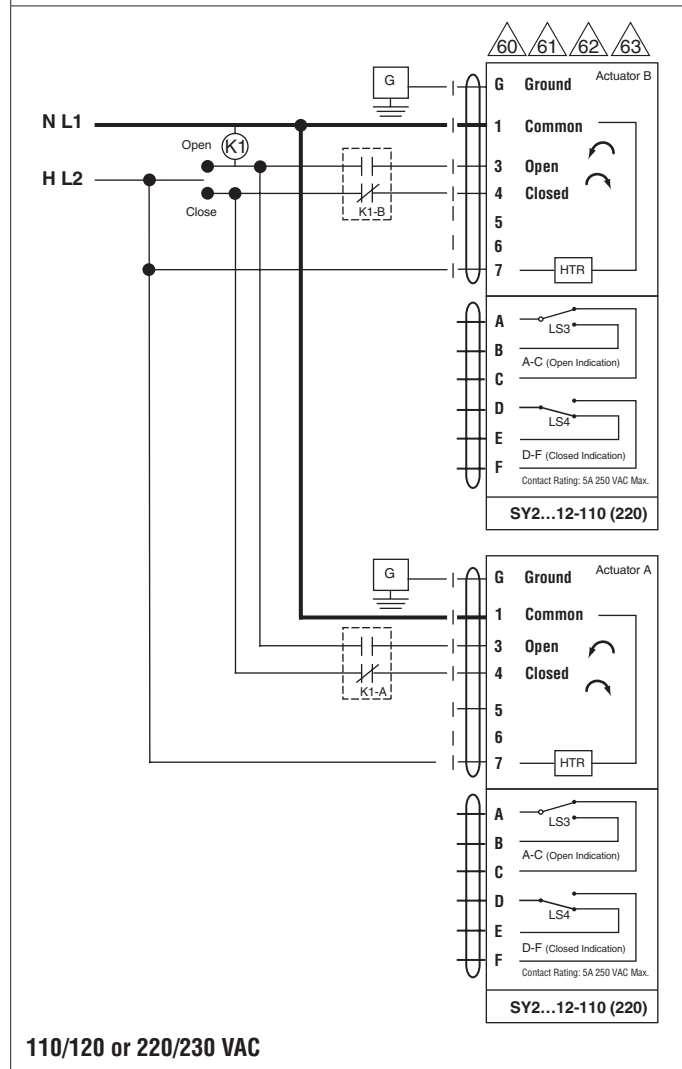 60 61 62 63
Actuator B
G
G Ground
N L1
1 Common
Open K1
3 Open
H L2
4 Closed
Close
K1-B
5
6
7
HTR
A
LS3
B
A-C (Open Indication)
C
D
LS4
E
D-F (Closed Indication)
F
Contact Rating: 5A 250 VAC Max.
SY2…12-110 (220)
Actuator A
G
G Ground
1 Common
3 Open
4 Closed
K1-A
5
6
7
HTR
A
LS3
B
A-C (Open Indication)
C
D
LS4
E
D-F (Closed Indication)
F
Contact Rating: 5A 250 VAC Max.
SY2…12-110 (220)
110/120 or 220/230 VAC